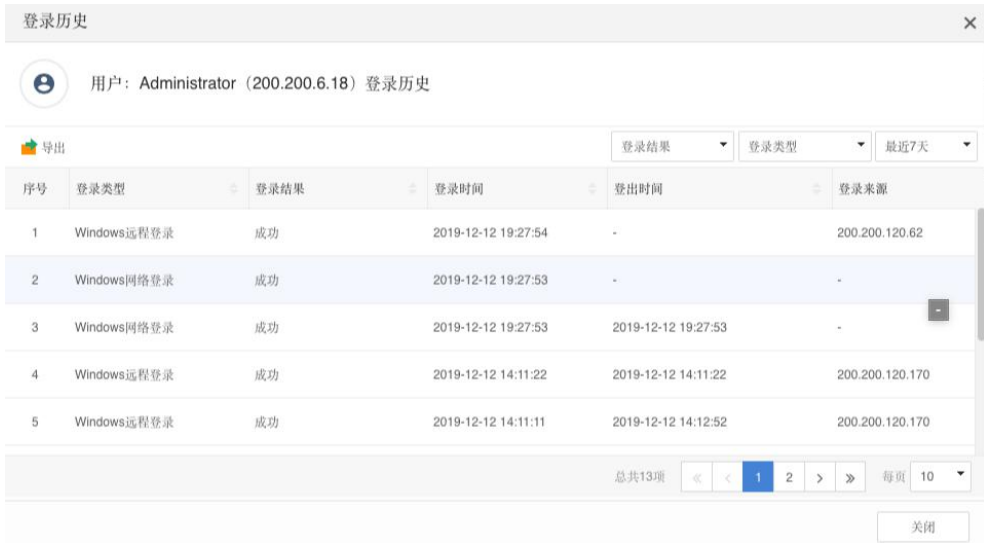 登录历史
用户：Administrator（200.200.6.18）登录历史
导出 登录结果 登录类型 最近7天
序号 登录类型 登录结果 登录时间 登出时间 登录来源
1 Windows远程登录 成功 2019-12-12 19:27:54 - 200.200.120.62
2 Windows网络登录 成功 2019-12-12 19:27:53 - -
3 Windows网络登录 成功 2019-12-12 19:27:53 2019-12-12 19:27:53 -
4 Windows远程登录 成功 2019-12-12 14:11:22 2019-12-12 14:11:22 200.200.120.170
5 Windows远程登录 成功 2019-12-12 14:11:11 2019-12-12 14:12:52 200.200.120.170
总共13项 « < 1 2 > » 每页 10
关闭